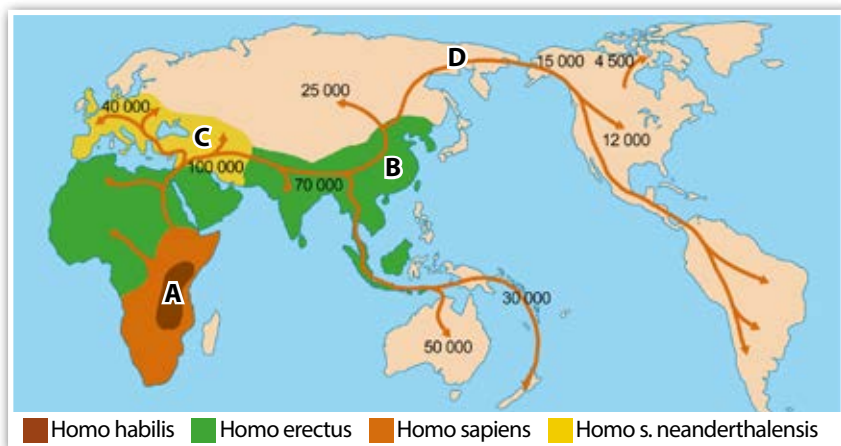 D
15 000 4 500
25 000
40 000
C
12 000
100 000
B
70 000
A
30 000
50 000
Homo habilis Homo erectus Homo sapiens Homo s. neanderthalensis